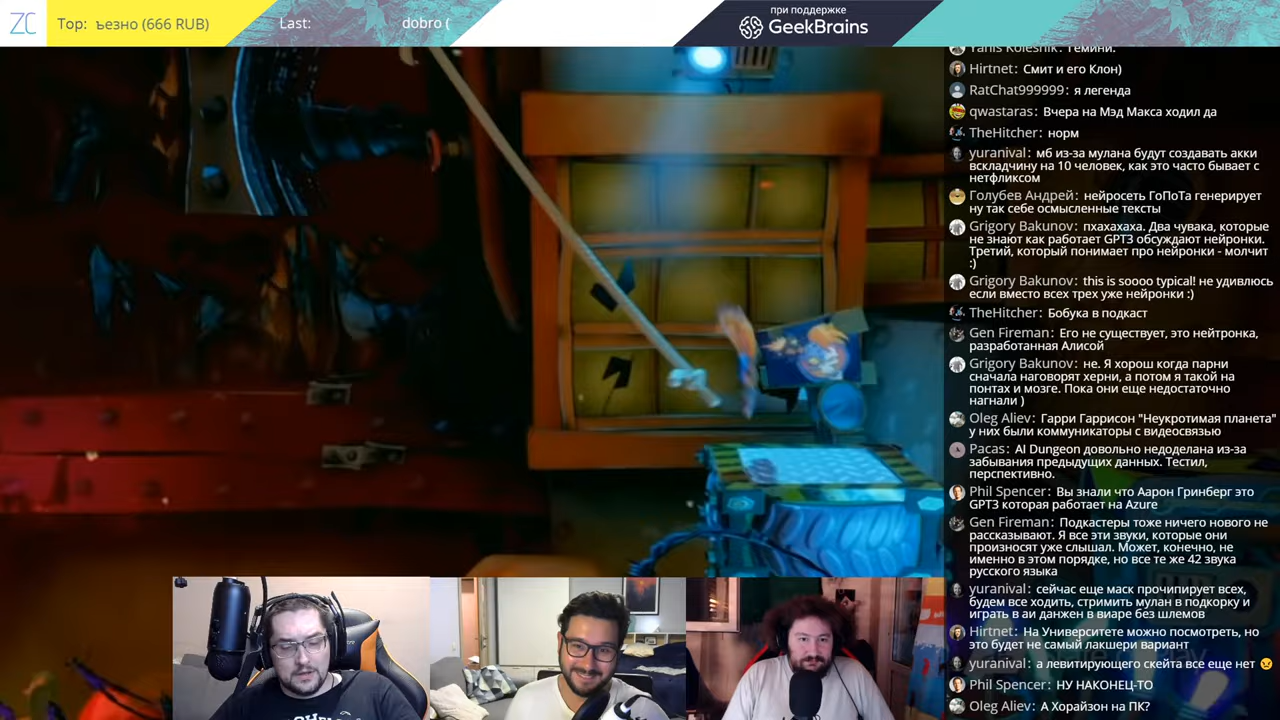 ZC
Top: ъезно (666 RUB)
Last:
dobro (
при поддержке
GeekBrains
Yanis Kolesnik: Гемини.
Hirtnet: Смит и его Клон)
RatChat999999: я легенда
qwastaras: Вчера на Мэд Макса ходил да
TheHitcher: норм
yuranival: мб из-за мулана будут создавать акки
вскладчину на 10 человек, как это часто бывает с
нетфликсом
Голубев Андрей: нейросеть ГоПоТа генерирует
ну так себе осмысленные тексты
Grigory Bakunov: пхахахаха. Два чувака, которые
не знают как работает GPT3 обсуждают нейронки.
Третий, который понимает про нейронки - молчит
:)
Grigory Bakunov: this is soooo typical! не удивлюсь
если вместо всех трех уже нейронки :)
TheHitcher: Бобука в подкаст
Gen Fireman: Его не существует, это нейтронка,
разработанная Алисой
Grigory Bakunov: не. Я хорош когда парни
сначала наговорят херни, а потом я такой на
понтах и мозге. Пока они еще недостаточно
нагнали )
Oleg Aliev: Гарри Гаррисон "Неукротимая планета"
у них были коммуникаторы с видеосвязью
Pacas: AI Dungeon довольно недоделана из-за
забывания предыдущих данных. Тестил,
перспективно.
Phil Spencer: Вы знали что Аарон Гринберг это
GPT3 которая работает на Azure
Gen Fireman: Подкастеры тоже ничего нового не
рассказывают. Я все эти звуки, которые они
произносят уже слышал. Может, конечно, не
именно в этом порядке, но все те же 42 звука
русского языка
yuranival: сейчас еще маск прочипирует всех,
будем все ходить, стримить мулан в подкорку и
играть в аи данжен в виаре без шлемов
Hirtnet: На Университете можно посмотреть, но
это будет не самый лакшери вариант
yuranival: а левитирующего скейта все еще нет 😟
Phil Spencer: НУ НАКОНЕЦ-ТО
Oleg Aliev: А Хорайзон на ПК?